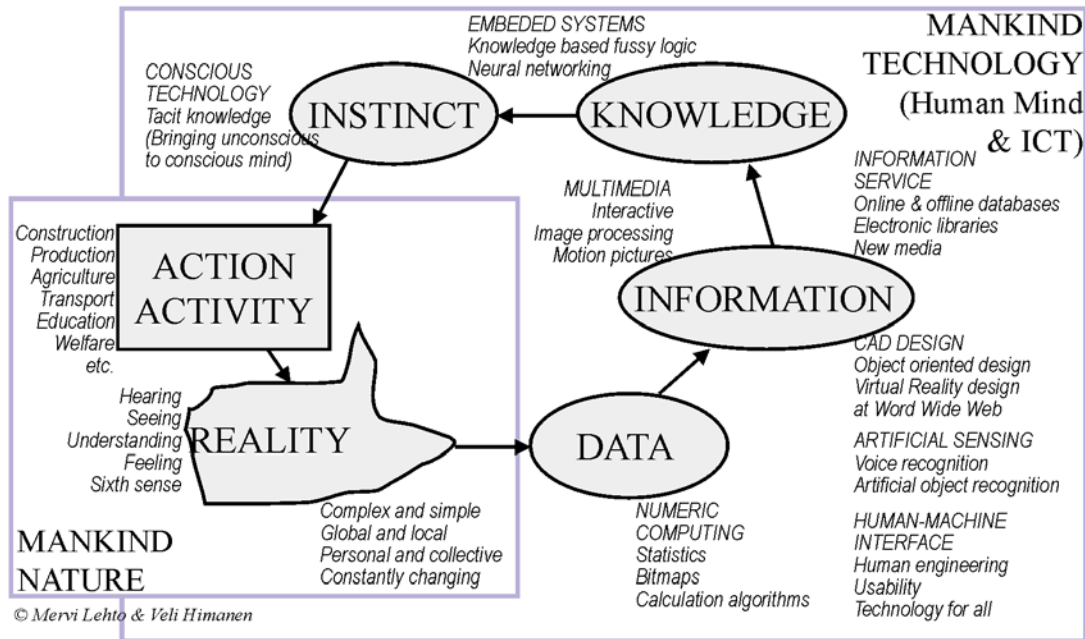 MANKIND
TECHNOLOGY
(Human Mind
& ICT)
EMBEDED SYSTEMS
Knowledge based fussy logic
Neural networking
CONSCIOUS
TECHNOLOGY
Tacit knowledge
(Bringing unconscious
to conscious mind)
INSTINCT
KNOWLEDGE
INFORMATION
SERVICE
Online & offline databases
Electronic libraries
New media
MULTIMEDIA
Interactive
Image processing
Motion pictures
Construction
Production
Agriculture
Transport
Education
Welfare
etc.
ACTION
ACTIVITY
INFORMATION
CAD DESIGN
Object oriented design
Virtual Reality design
at Word Wide Web
Hearing
Seeing
Understanding
Feeling
Sixth sense
REALITY
DATA
ARTIFICIAL SENSING
Voice recognition
Artificial object recognition
Complex and simple
Global and local
Personal and collective
Constantly changing
NUMERIC
COMPUTING
Statistics
Bitmaps
Calculation algorithms
HUMAN-MACHINE
INTERFACE
Human engineering
Usability
Technology for all
MANKIND
NATURE
© Mervi Lehto & Veli Himanen